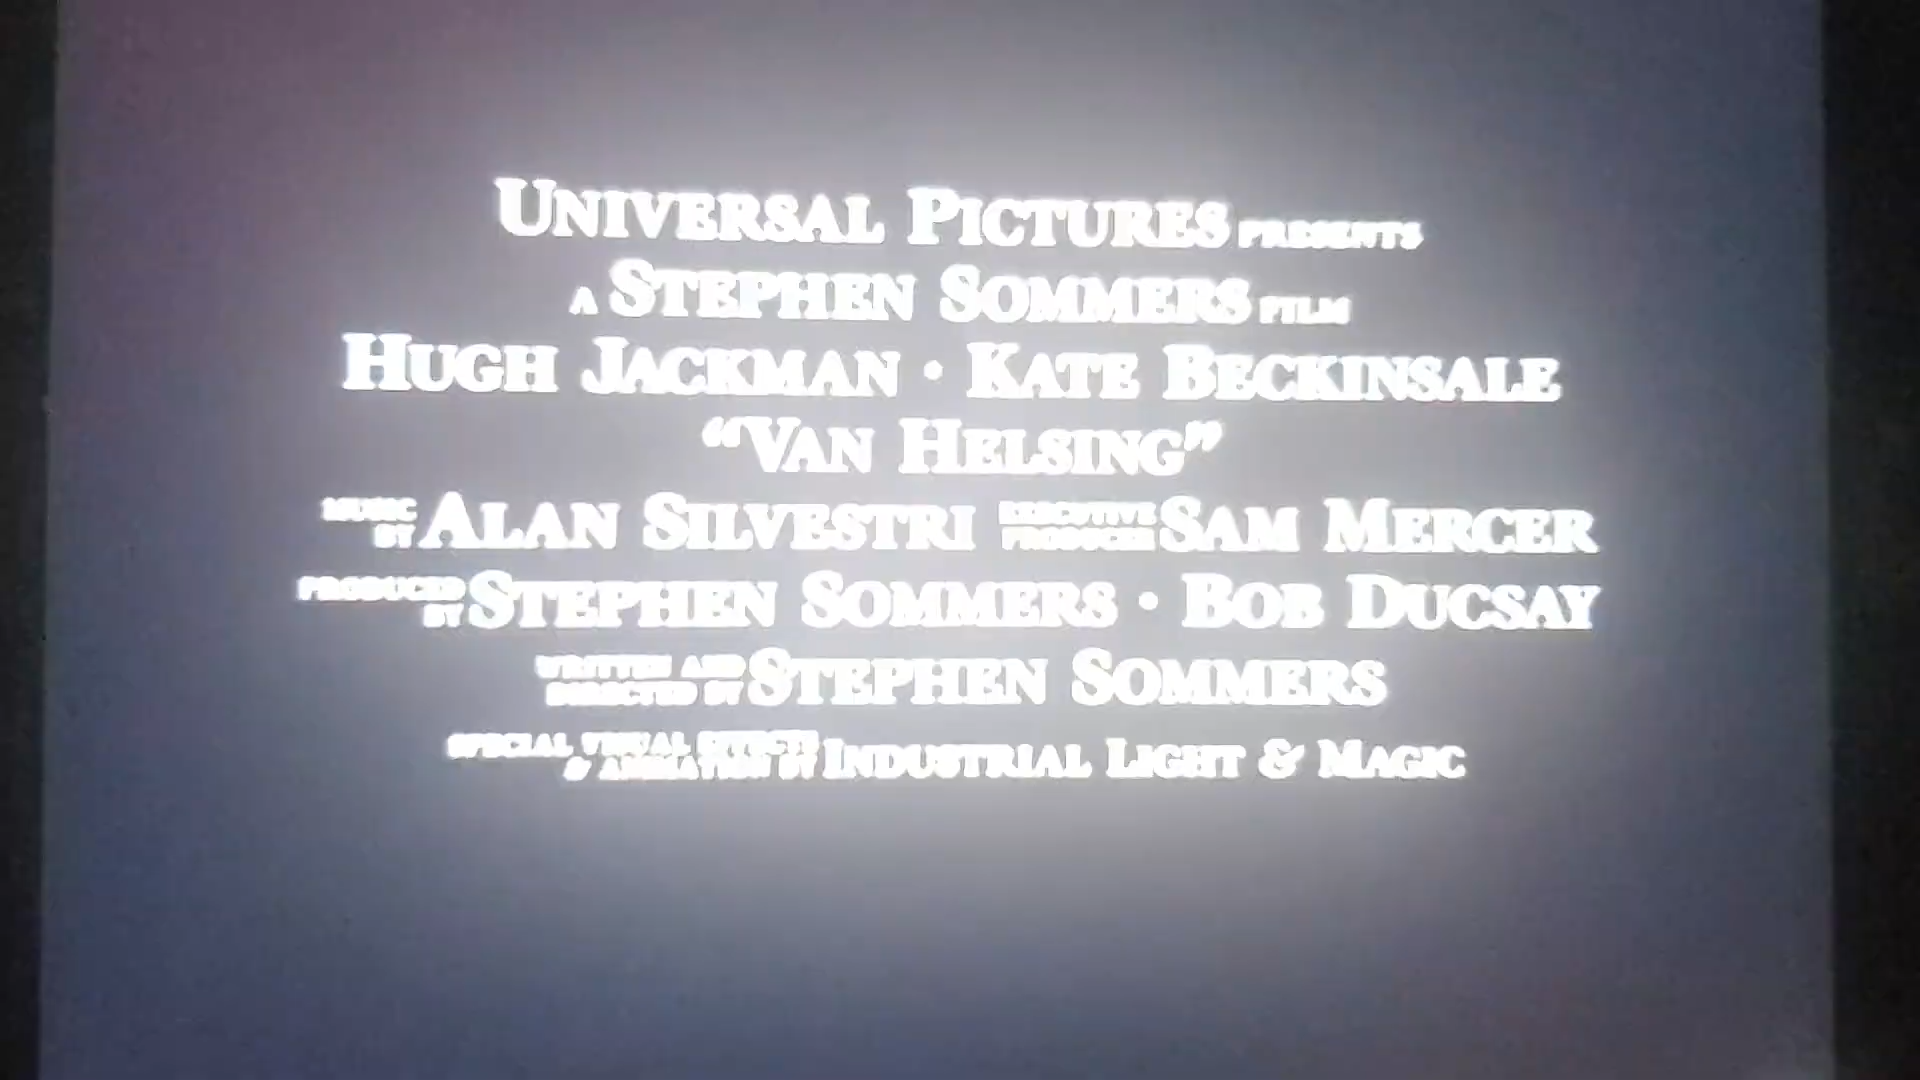 UNIVERSAL PICTURES PRESENTS
A STEPHEN SOMMERS FILM
HUGH JACKMAN • KATE BECKINSALE
“VAN HELSING”
MUSIC BY ALAN SILVESTRI EXECUTIVE PRODUCER SAM MERCER
PRODUCED BY STEPHEN SOMMERS • BOB DUCSAY
WRITTEN AND DIRECTED BY STEPHEN SOMMERS
SPECIAL VISUAL EFFECTS & ANIMATION BY INDUSTRIAL LIGHT & MAGIC